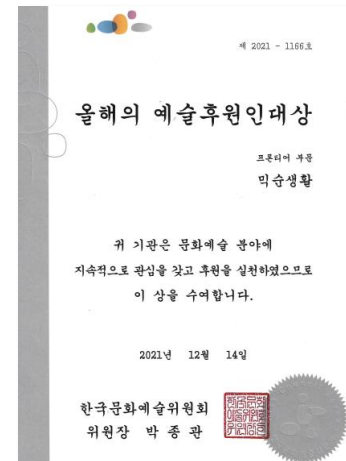 제 2021 - 1166호
올해의 예술후원인대상
프론티어 부문
믹순생활
귀 기관은 문화예술 분야에
지속적으로 관심을 갖고 후원을 실천하였으므로
이 상을 수여합니다.
2021년 12월 14일
한국문화예술위원회
위원장 박종관